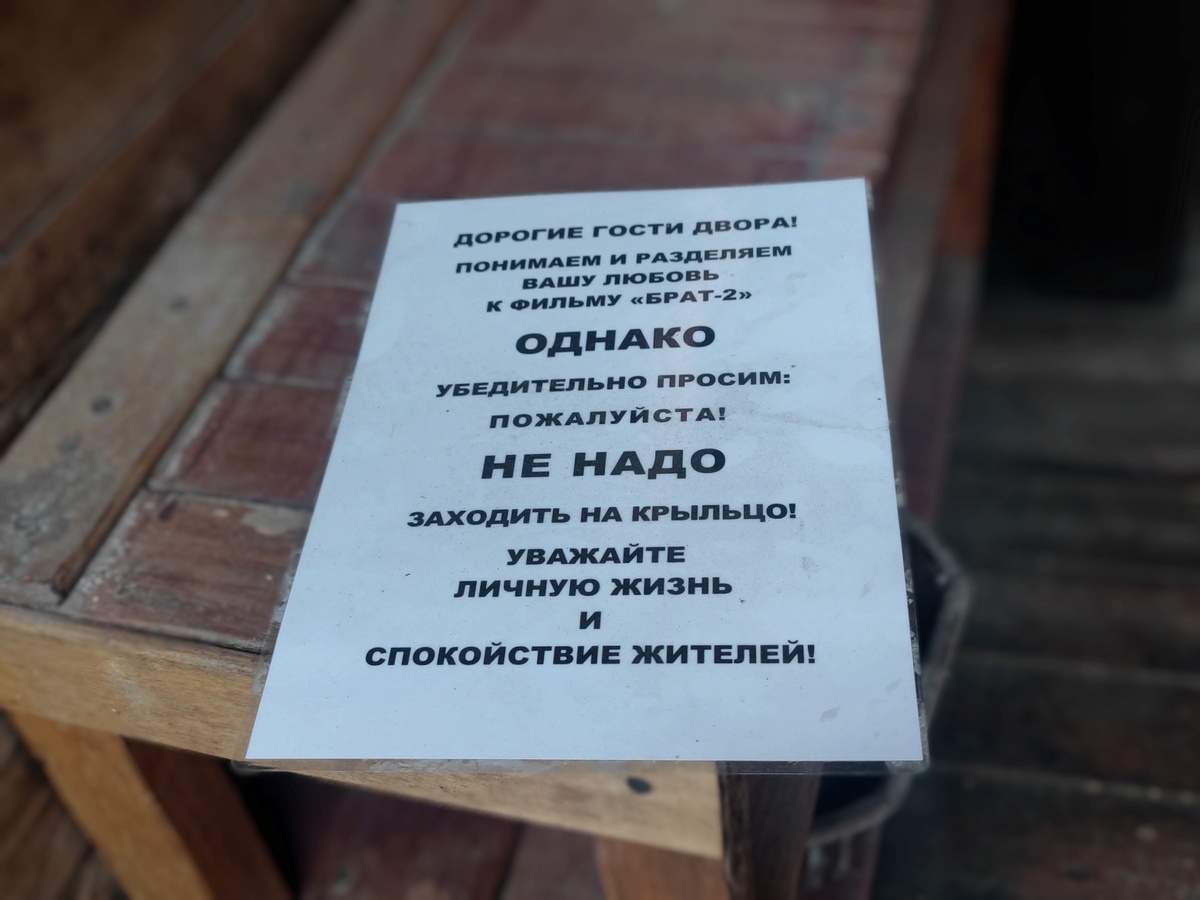 ДОРОГИЕ ГОСТИ ДВОРА!
ПОНИМАЕМ И РАЗДЕЛЯЕМ
ВАШУ ЛЮБОВЬ
К ФИЛЬМУ «БРАТ-2»
ОДНАКО
УБЕДИТЕЛЬНО ПРОСИМ:
ПОЖАЛУЙСТА!
НЕ НАДО
ЗАХОДИТЬ НА КРЫЛЬЦО!
УВАЖАЙТЕ
ЛИЧНУЮ ЖИЗНЬ
И
СПОКОЙСТВИЕ ЖИТЕЛЕЙ!